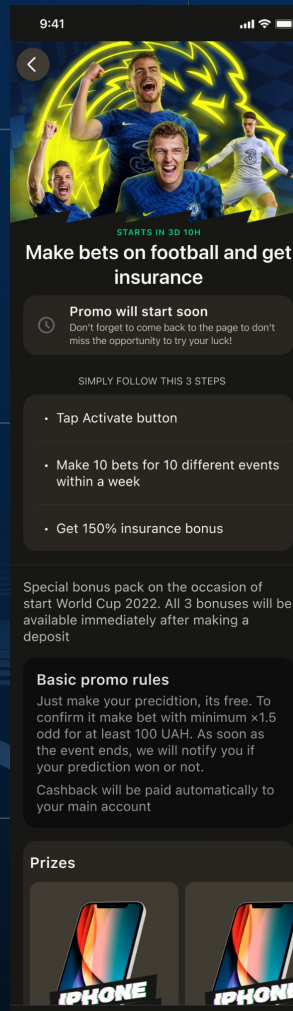 9:41
STARTS IN 3D 10H
Make bets on football and get
insurance
Promo will start soon
Don't forget to come back to the page to don't
miss the opportunity to try your luck!
SIMPLY FOLLOW THIS 3 STEPS
• Tap Activate button
• Make 10 bets for 10 different events
within a week
• Get 150% insurance bonus
Special bonus pack on the occasion of
start World Cup 2022. All 3 bonuses will be
available immediately after making a
deposit
Basic promo rules
Just make your precidtion, its free. To
confirm it make bet with minimum ×1.5
odd for at least 100 UAH. As soon as
the event ends, we will notify you if
your prediction won or not.
Cashback will be paid automatically to
your main account
Prizes
IPHONE
IPHON